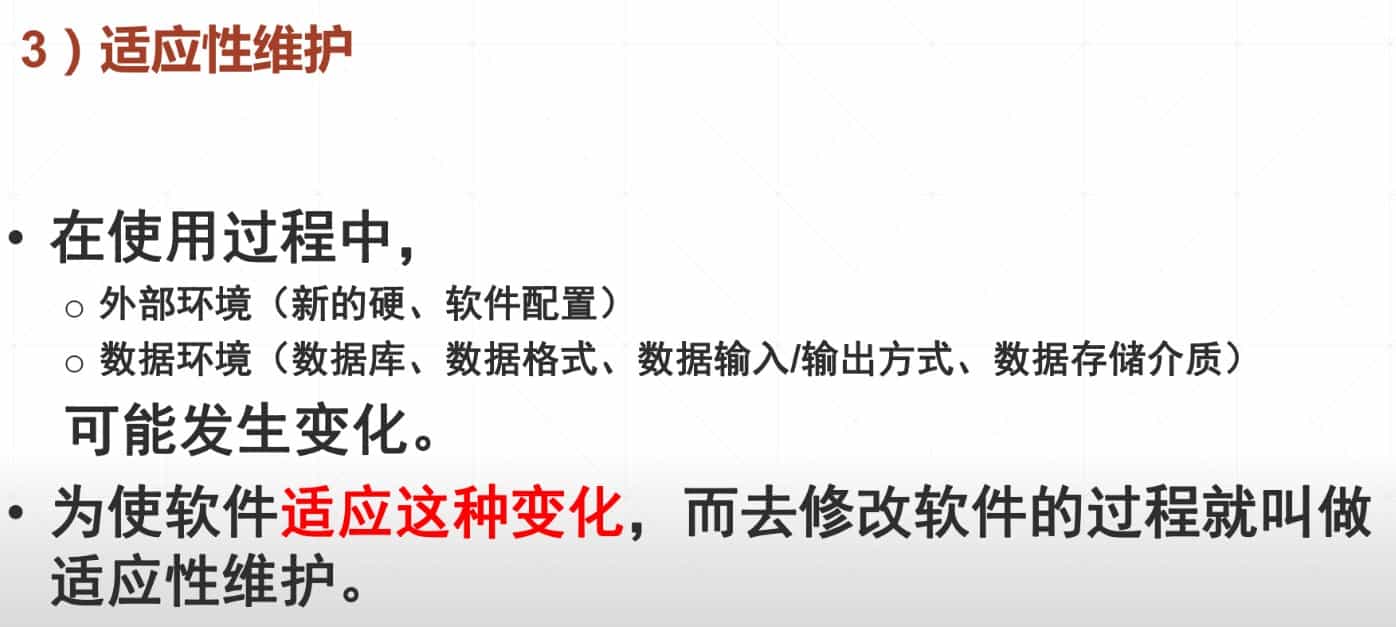 3）适应性维护
• 在使用过程中，
○ 外部环境（新的硬、软件配置）
○ 数据环境（数据库、数据格式、数据输入/输出方式、数据存储介质）
可能发生变化。
• 为使软件适应这种变化，而去修改软件的过程就叫做
适应性维护。